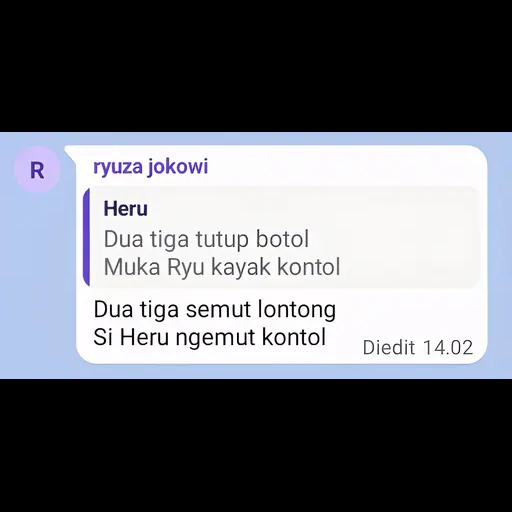 R
ryuza jokowi
Heru
Dua tiga tutup botol
Muka Ryu kayak kontol
Dua tiga semut lontong
Si Heru ngemut kontol
Diedit 14.02